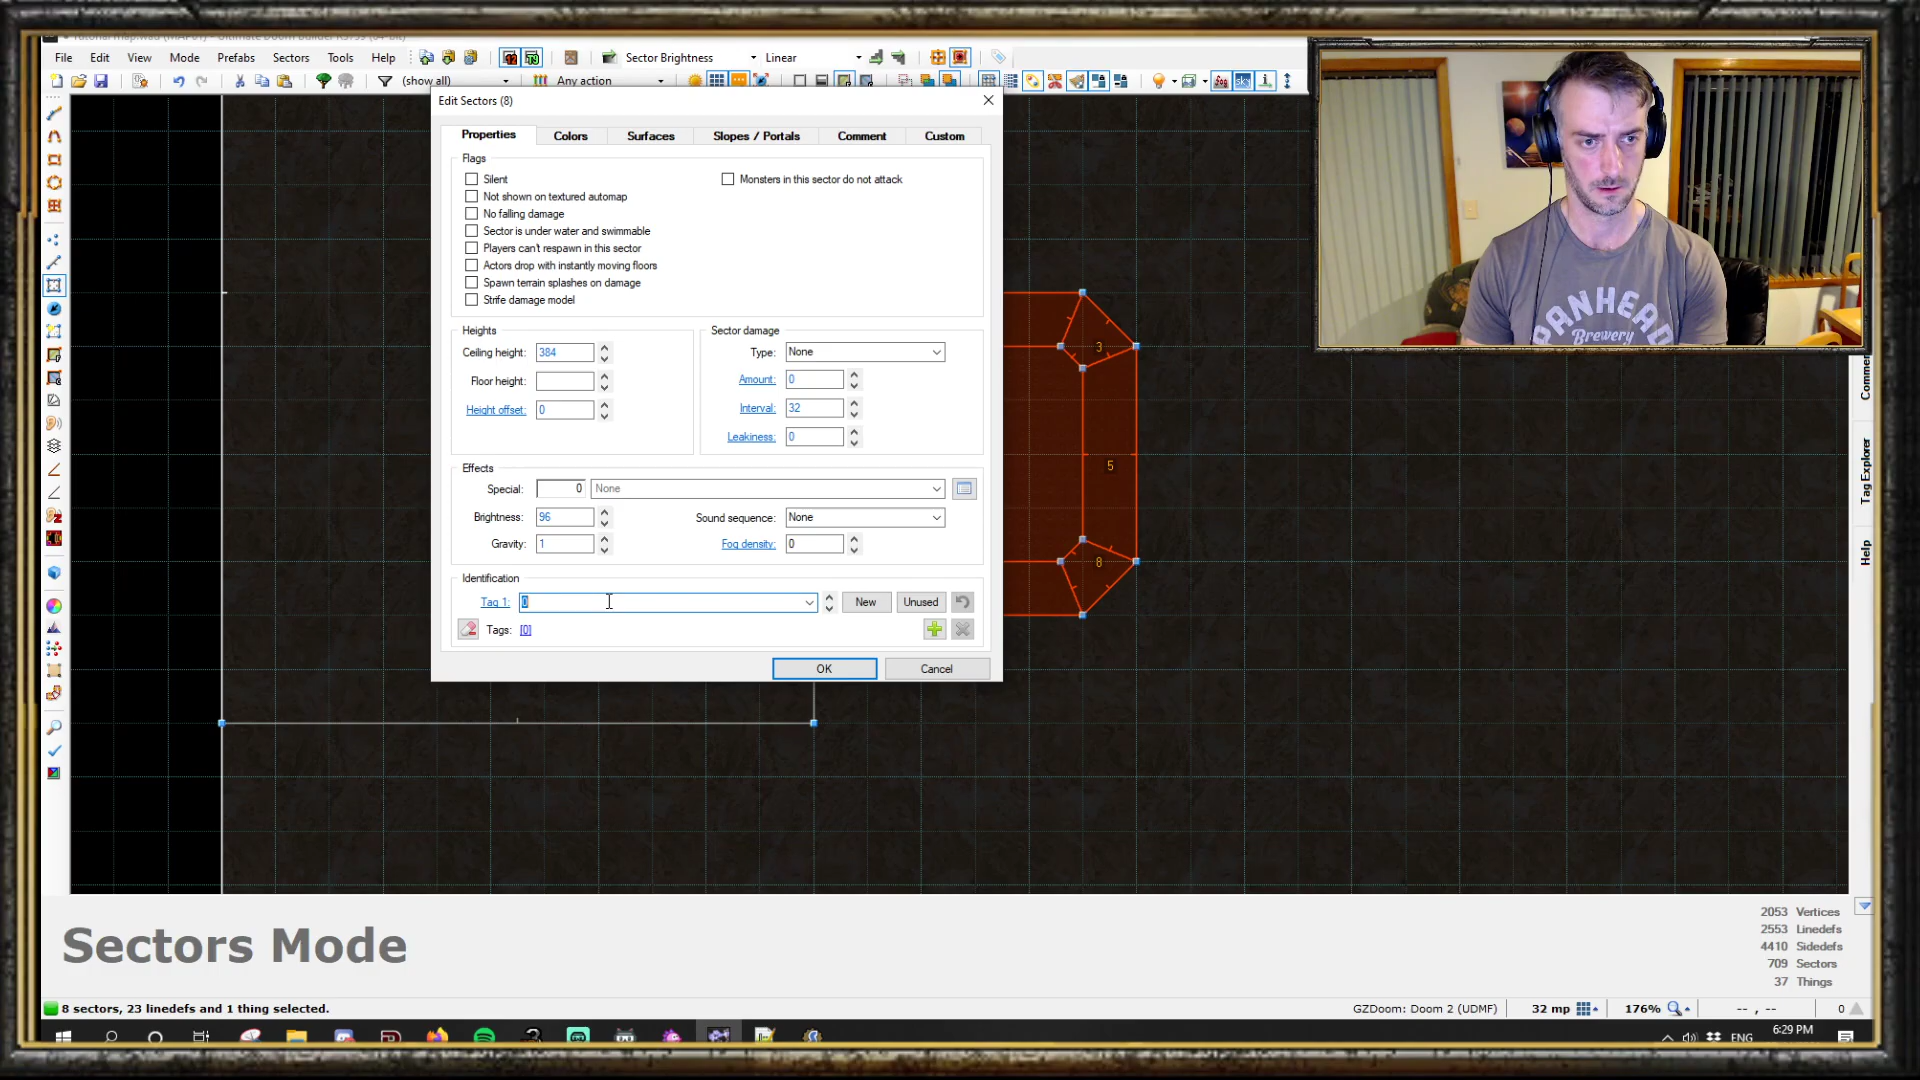 File Edit View Mode Prefabs Sectors Tools Help Sector Brightness Linear
(show all) Any action
Edit Sectors (8)
Properties Colors Surfaces Slopes / Portals Comment Custom
Flags
Silent
Monsters in this sector do not attack
Not shown on textured automap
No falling damage
Sector is under water and swimmable
Players can't respawn in this sector
Actors drop with instantly moving floors
Spawn terrain splashes on damage
Strife damage model
Heights
Ceiling height: 384
Floor height:
Height offset: 0
Sector damage
Type: None
Amount: 0
Interval: 32
Leakiness: 0
Effects
Special: 0 None
Brightness: 96
Sound sequence: None
Gravity: 1
Fog density: 0
Identification
Tag 1: 0 New Unused
Tags: [0]
OK Cancel
3
5
8
PANHEAD
Brewery
Tag Explorer
Help
Sectors Mode
2053 Vertices
2553 Linedefs
4410 Sidedefs
709 Sectors
37 Things
8 sectors, 23 linedefs and 1 thing selected.
GZDoom: Doom 2 (UDMF) 32 mp 176% -- , -- 0
ENG
6:29 PM